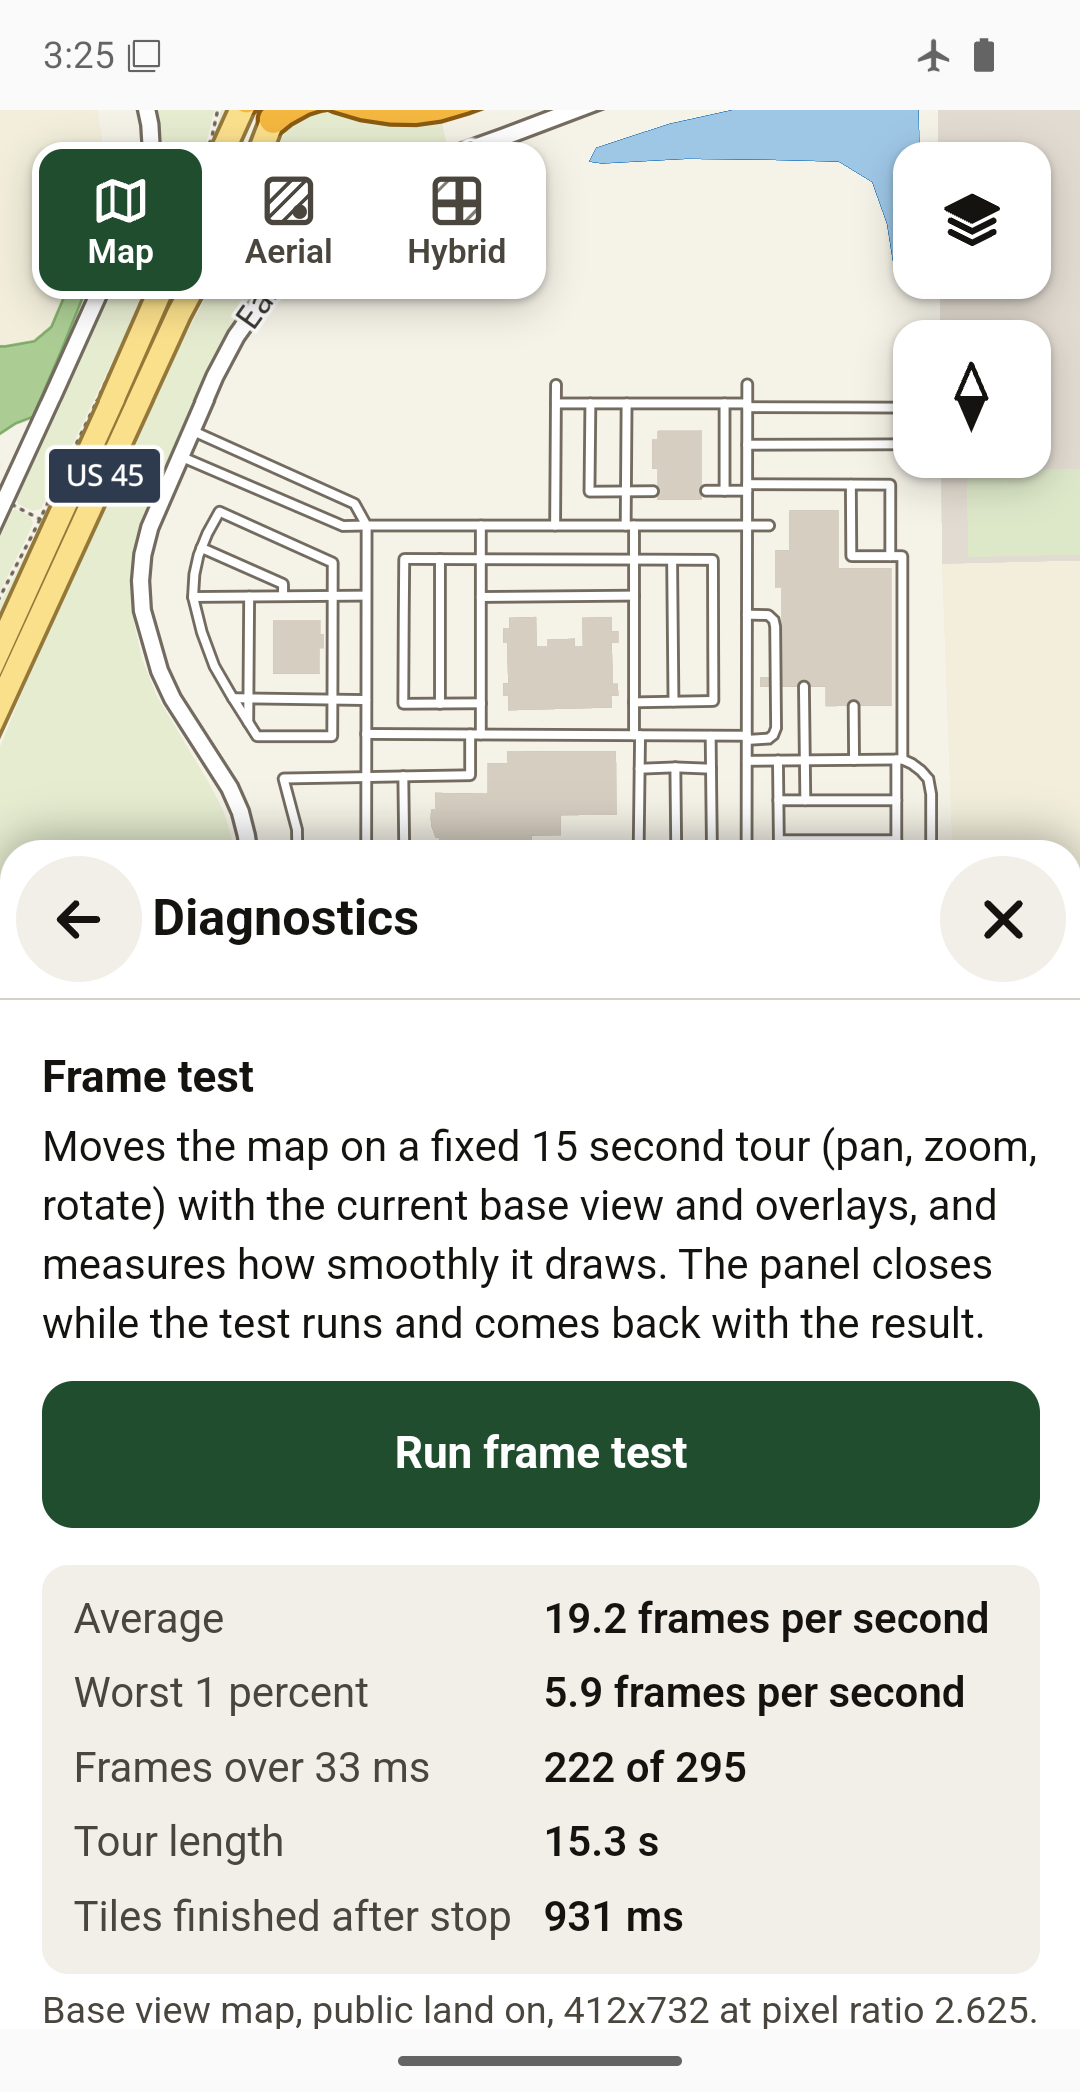 3:25
Map
Aerial
Hybrid
Ea
US 45
Diagnostics
Frame test
Moves the map on a fixed 15 second tour (pan, zoom,
rotate) with the current base view and overlays, and
measures how smoothly it draws. The panel closes
while the test runs and comes back with the result.
Run frame test
Average 19.2 frames per second
Worst 1 percent 5.9 frames per second
Frames over 33 ms 222 of 295
Tour length 15.3 s
Tiles finished after stop 931 ms
Base view map, public land on, 412x732 at pixel ratio 2.625.